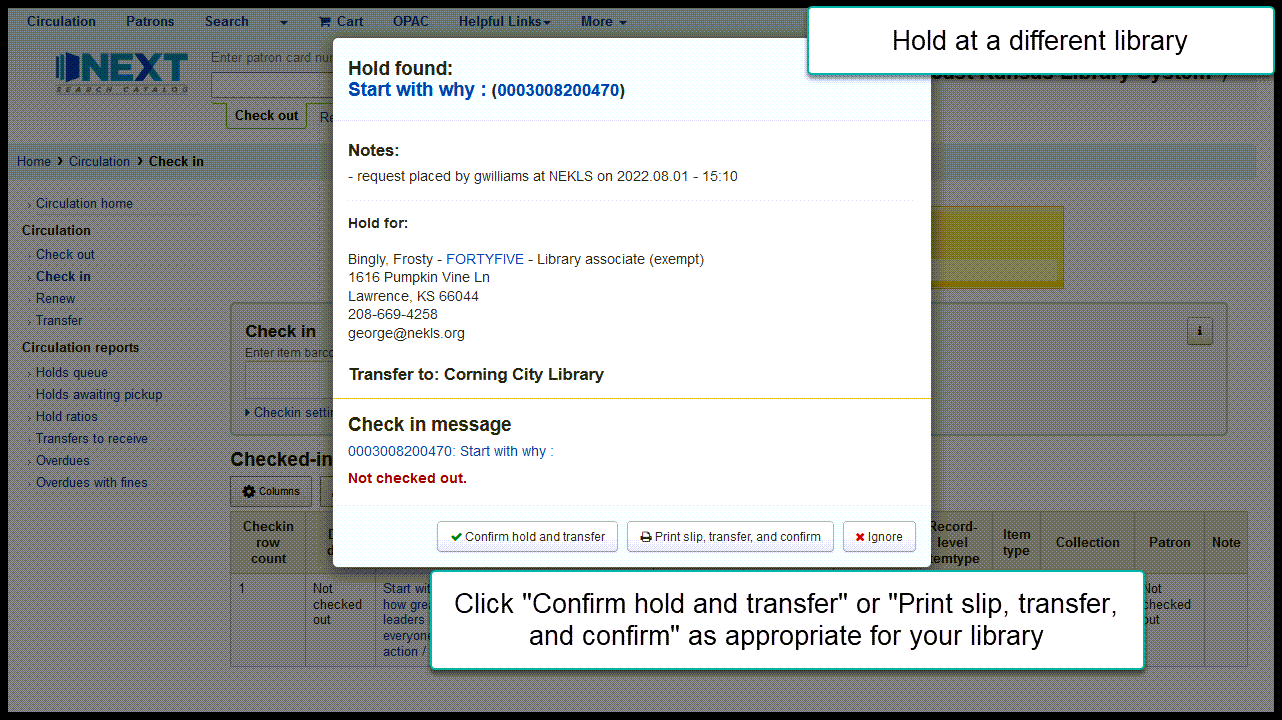 Circulation Patrons Search Cart OPAC Helpful Links More
Hold at a different library
NEXT
SEARCH CATALOG
Enter patron card
Check out
Home Circulation Check in
Circulation home
Circulation
Check out
Check in
Renew
Transfer
Circulation reports
Holds queue
Holds awaiting pickup
Hold ratios
Transfers to receive
Overdues
Overdues with fines
Kansas Library System
Hold found:
Start with why : (0003008200470)
Notes:
- request placed by gwilliams at NEKLS on 2022.08.01 - 15:10
Hold for:
Bingly, Frosty - FORTYFIVE - Library associate (exempt)
1616 Pumpkin Vine Ln
Lawrence, KS 66044
208-669-4258
george@nekls.org
Transfer to: Corning City Library
Check in message
0003008200470: Start with why :
Not checked out.
Confirm hold and transfer Print slip, transfer, and confirm Ignore
Check in
i
Enter item
Checkin
Checked-in
Columns
Checkin
row
count
Record-
level
itemtype
Item
type
Collection
Patron
Note
1
Not
checked
out
Start
how
leaders
action /
Not
checked
out
Click "Confirm hold and transfer" or "Print slip, transfer,
and confirm" as appropriate for your library